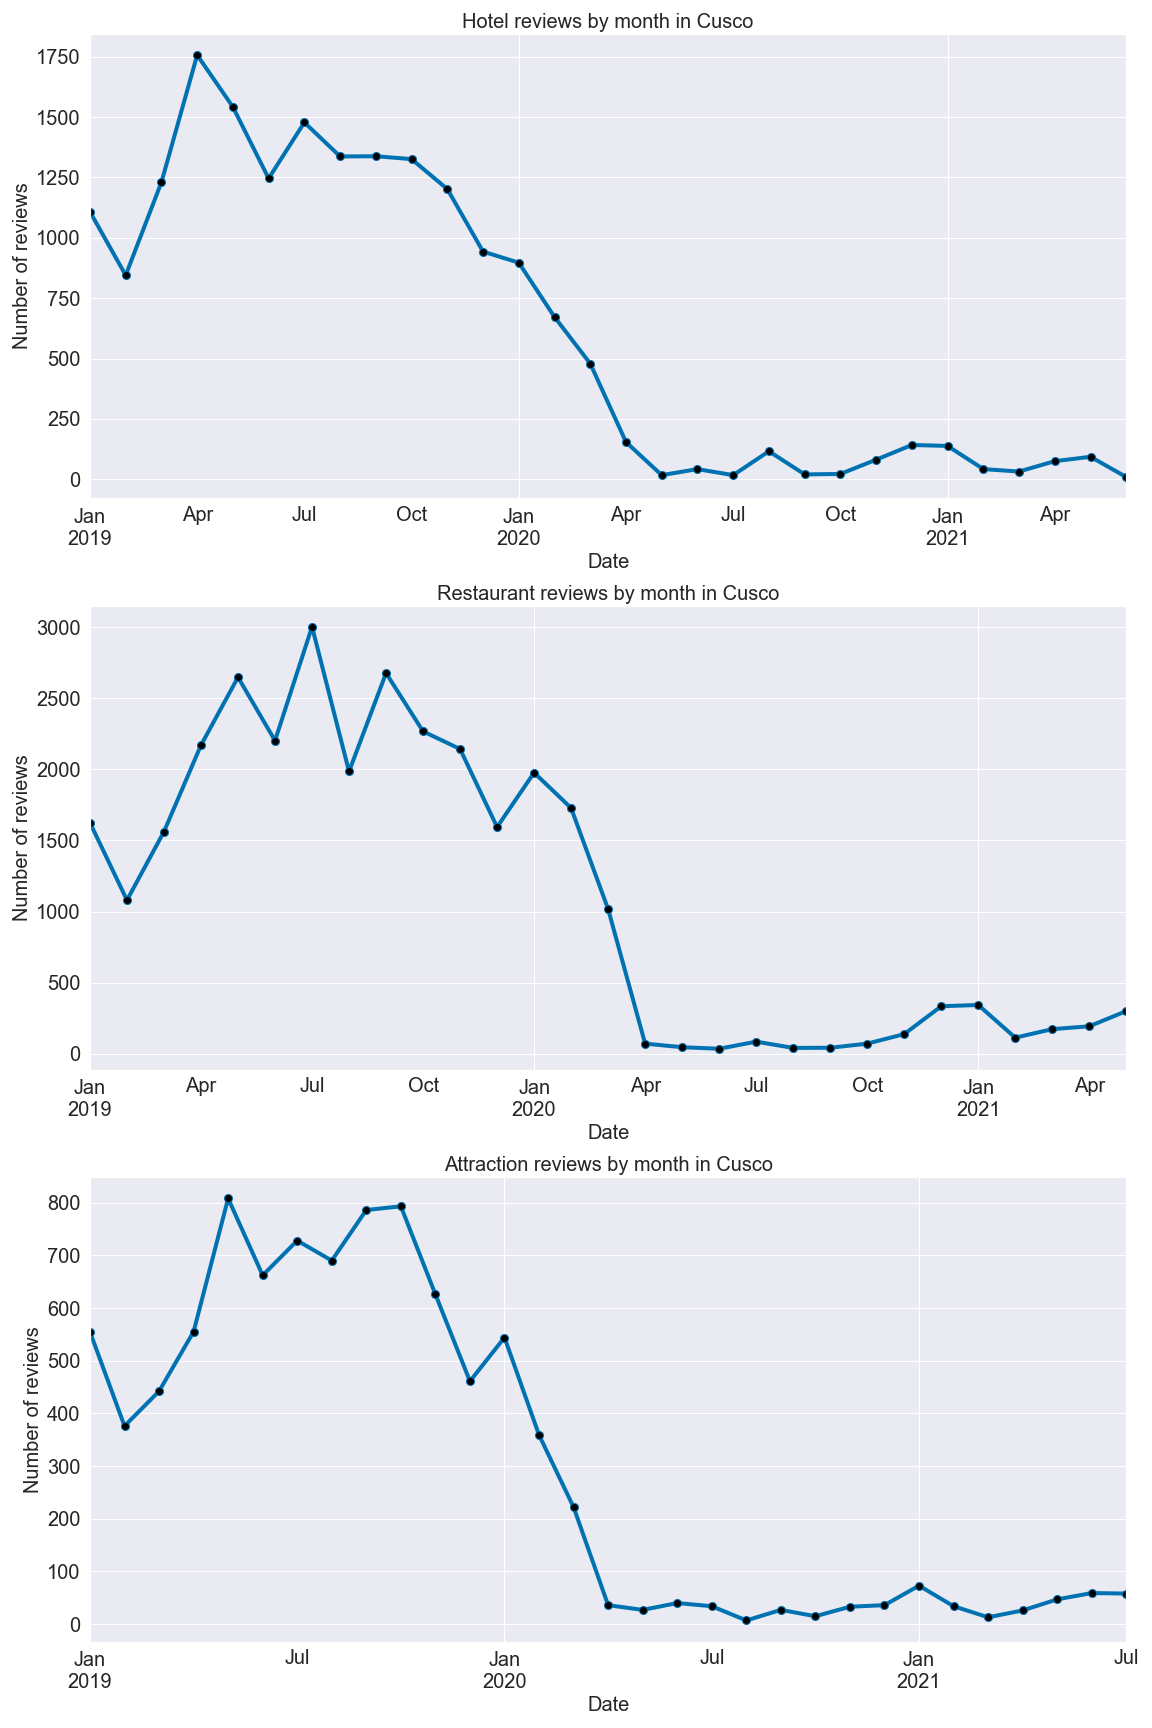 Hotel reviews by month in Cusco
1750
1500
1250
1000
750
500
250
0
Number of reviews
Jan Apr Jul Oct Jan Apr Jul Oct Jan Apr
2019 2020 2021
Date
Restaurant reviews by month in Cusco
3000
2500
2000
1500
1000
500
0
Number of reviews
Jan Apr Jul Oct Jan Apr Jul Oct Jan Apr
2019 2020 2021
Date
Attraction reviews by month in Cusco
800
700
600
500
400
300
200
100
0
Number of reviews
Jan Jul Jan Jul Jan Jul
2019 2020 2021
Date